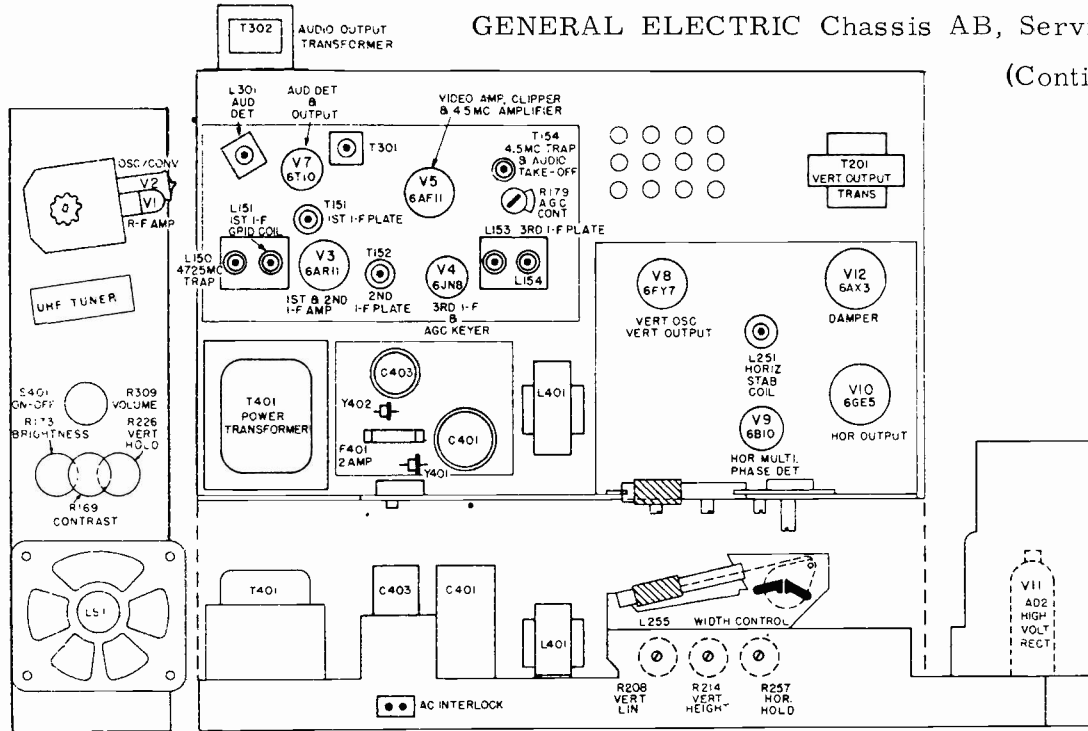 GENERAL ELECTRIC Chassis AB, Servi
(Conti
T302
AUDIO OUTPUT
TRANSFORMER
L301
AUD
DET
AUD DET
&
OUTPUT
VIDEO AMP, CLIPPER
& 4.5MC AMPLIFIER
T154
4.5MC TRAP
& AUDIO
TAKE-OFF
V7
6T10
T301
V5
6AF11
R179
AGC
CONT
T201
VERT OUTPUT
TRANS
OSC/CONV
V2
V1
R-F AMP
L151
1ST I-F
GRID COIL
T151
1ST I-F PLATE
L153 3RD I-F PLATE
L154
L150
47.25MC
TRAP
V3
6AR11
T152
V4
6JN8
1ST & 2ND
I-F AMP
2ND
I-F PLATE
3RD I-F
&
AGC KEYER
V8
6FY7
VERT OSC
VERT OUTPUT
V12
6AX3
DAMPER
UHF TUNER
L251
HORIZ
STAB
COIL
V10
6GE5
HOR OUTPUT
V9
6B10
HOR MULTI.
PHASE DET
T401
POWER
TRANSFORMER
C403
Y402
F401
2 AMP
C401
Y401
L401
S401
ON-OFF
R309
VOLUME
R173
BRIGHTNESS
R226
VERT
HOLD
R169
CONTRAST
LS1
T401
C403
C401
L401
L255
WIDTH CONTROL
V11
AD2
HIGH
VOLT
RECT
R208
VERT
LIN
R214
VERT
HEIGHT
R257
HOR.
HOLD
AC INTERLOCK